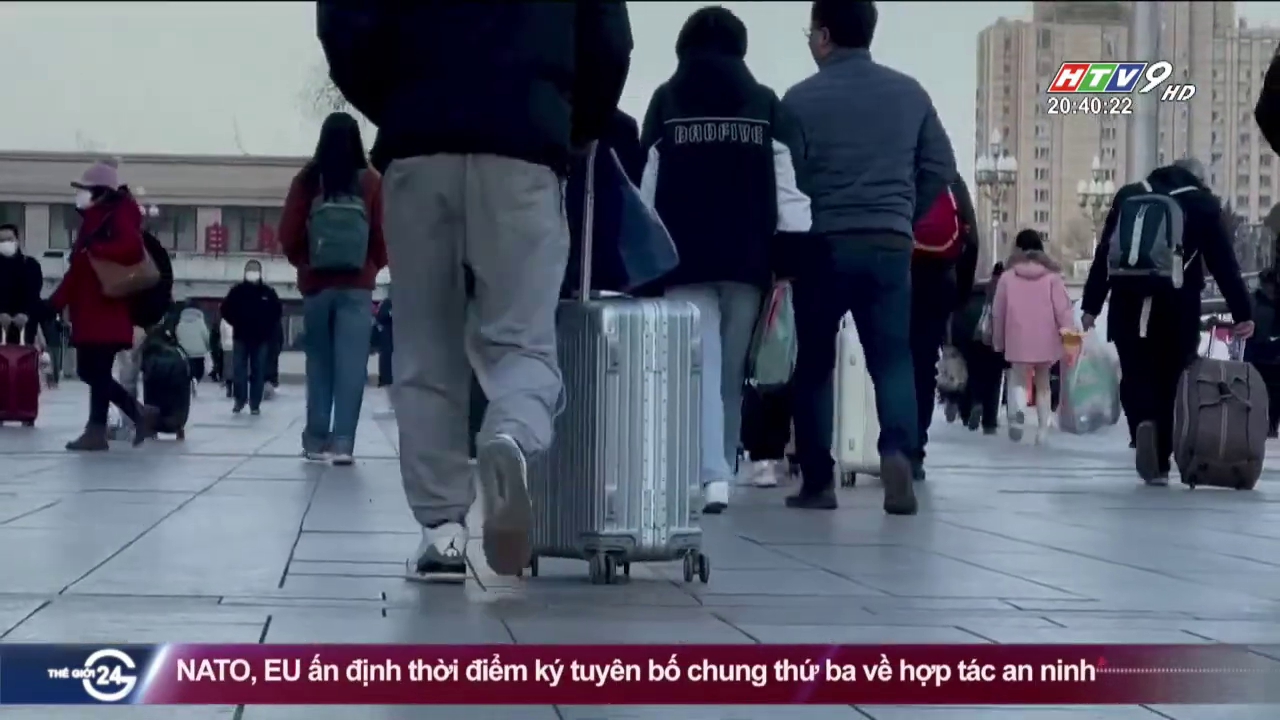 HTV9 HD
20:40:22
BADFIVE
THẾ GIỚI 24G
NATO, EU ấn định thời điểm ký tuyên bố chung thứ ba về hợp tác an ninh